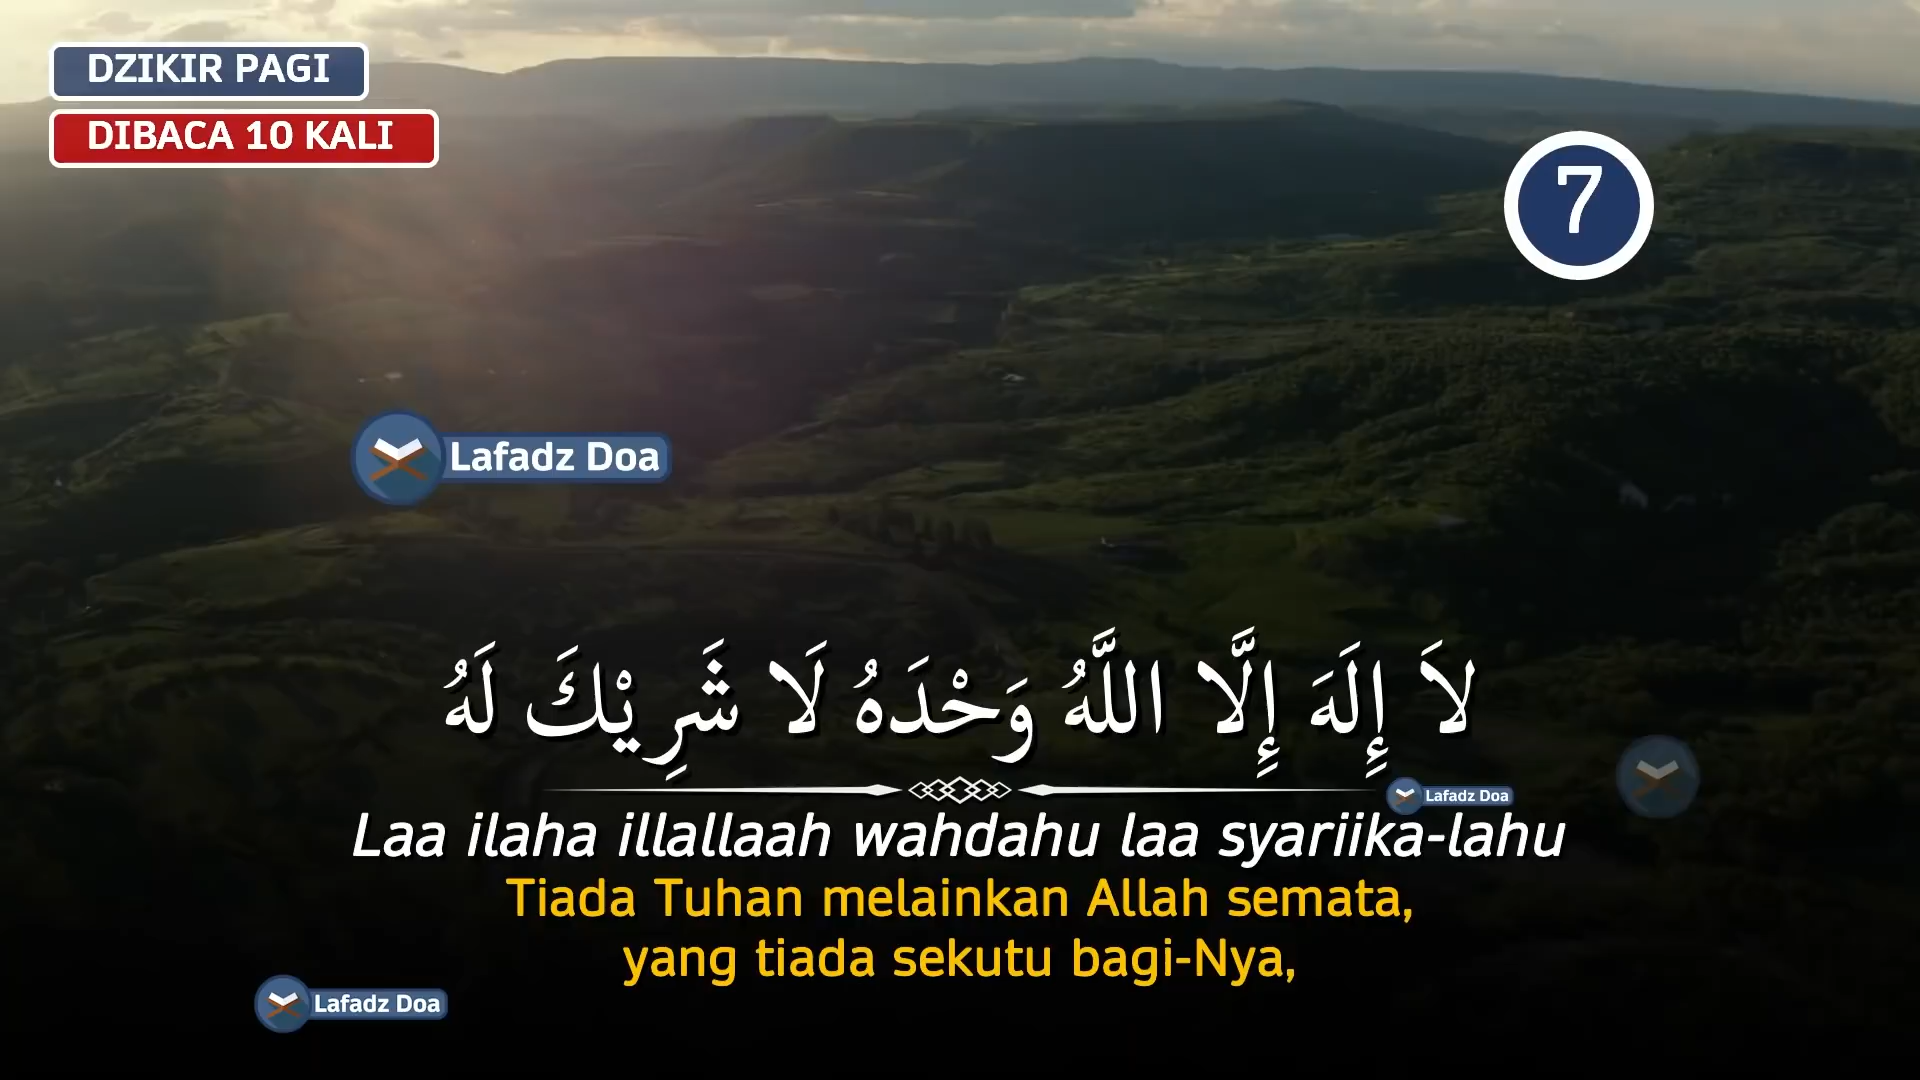 DZIKIR PAGI
DIBACA 10 KALI
7
Lafadz Doa
لاَ إِلَهَ إِلَّا اللَّهُ وَحْدَهُ لَا شَرِيْكَ لَهُ
Lafadz Doa
Laa ilaha illallaah wahdahu laa syariika-lahu
Tiada Tuhan melainkan Allah semata,
yang tiada sekutu bagi-Nya,
Lafadz Doa